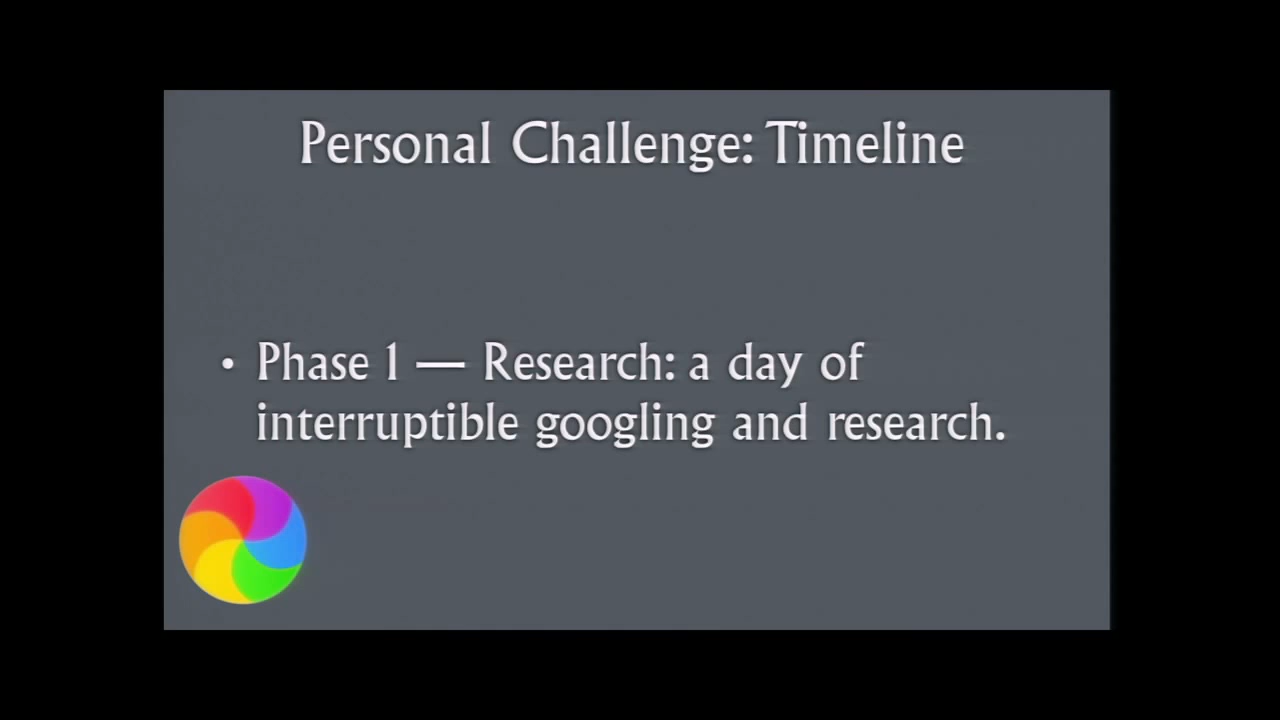 Personal Challenge: Timeline
• Phase 1 — Research: a day of
interruptible googling and research.